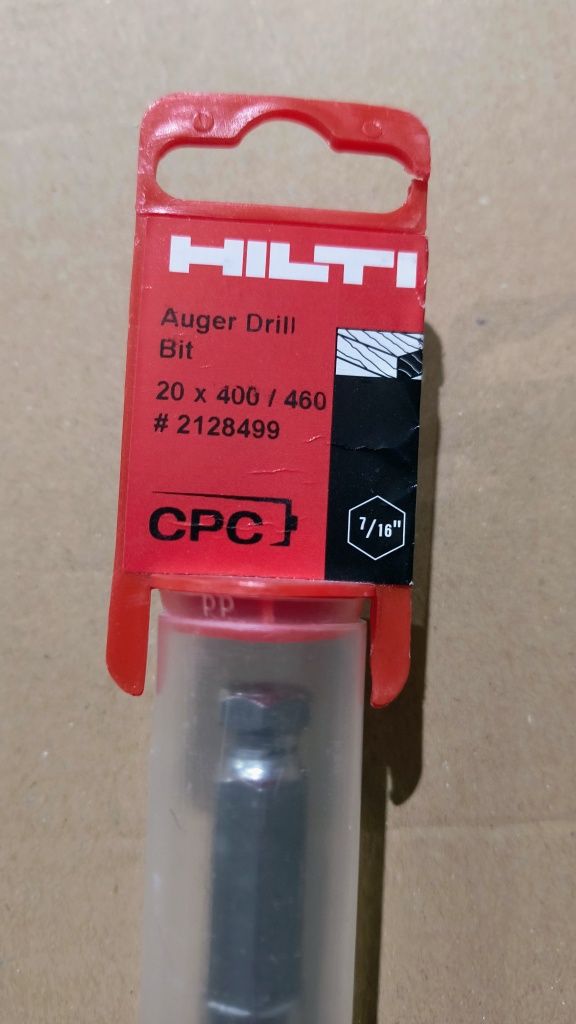 HILTI
Auger Drill
Bit
20 x 400 / 460
# 2128499
CPC
7/16"
PP